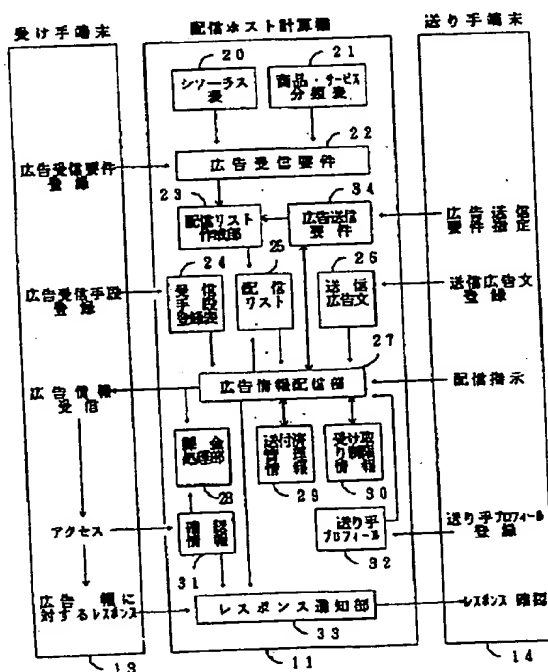 受け手端末
配信ホスト計算機
送り手端末
20
21
シソーラス
表
商品・サービス
分類表
22
広告受信要件
広告受信要件
登録
23
34
配信リスト
作成部
広告送信
要件
広告送信
要件指定
24
25
26
広告受信手段
登録
受信
手段
登録表
配信
リスト
送信
広告文
送信広告文
登録
27
広告情報
受信
広告情報配信部
配信指示
課金
処理部
28
送付済
管理
情報
29
受け取
り制限
情報
30
アクセス
情報
31
送り手
プロフィール
32
送り手プロフィール
登録
対するレスポンス
レスポンス通知部
33
レスポンス確認
13
11
14